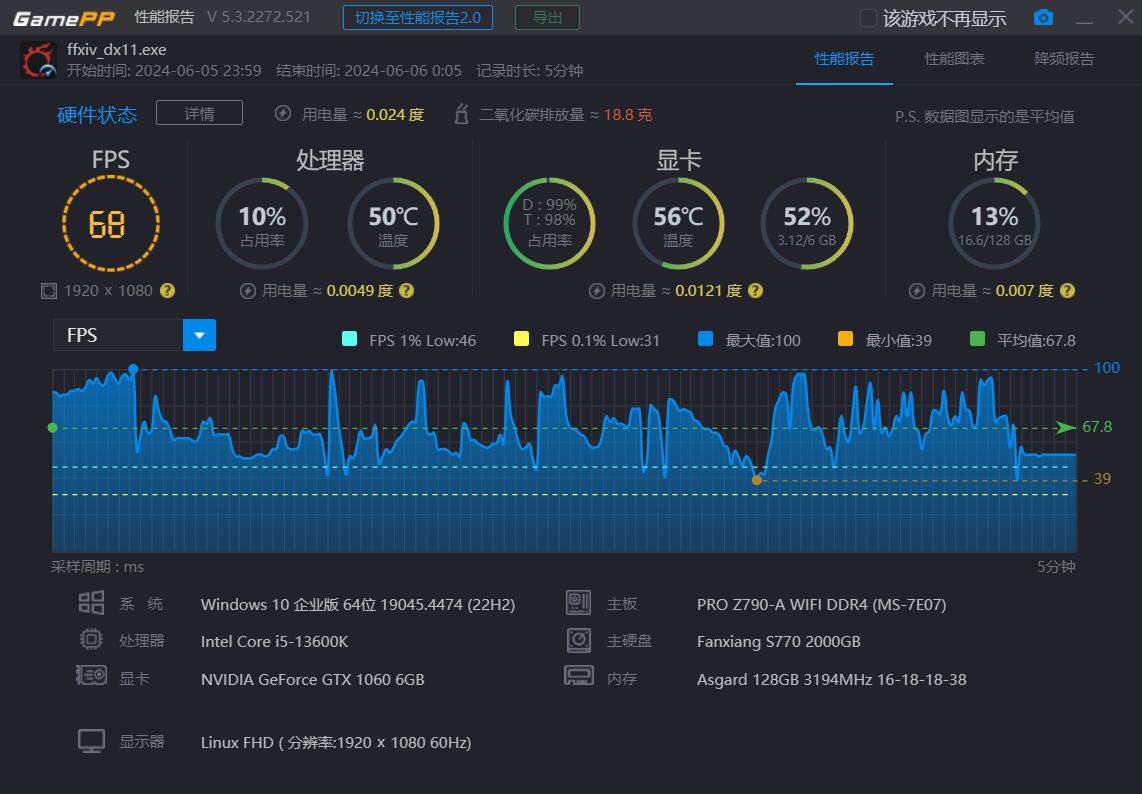 GamePP 性能报告 V 5.3.2272.521 切换至性能报告2.0 导出 该游戏不再显示
ffxiv_dx11.exe
开始时间: 2024-06-05 23:59 结束时间: 2024-06-06 0:05 记录时长: 5分钟
性能报告 性能图表 降频报告
硬件状态 详情 用电量 ≈ 0.024 度 二氧化碳排放量 ≈ 18.8 克 P.S. 数据图显示的是平均值
FPS 处理器 显卡 内存
68
10% 占用率
50℃ 温度
D : 99%
T : 98%
占用率
56℃ 温度
52%
3.12/6 GB
13%
16.6/128 GB
1920 x 1080 ? 用电量 ≈ 0.0049 度 ? 用电量 ≈ 0.0121 度 ? 用电量 ≈ 0.007 度 ?
FPS FPS 1% Low:46 FPS 0.1% Low:31 最大值:100 最小值:39 平均值:67.8
100
67.8
39
采样周期 : ms 5分钟
系 统 Windows 10 企业版 64位 19045.4474 (22H2) 主板 PRO Z790-A WIFI DDR4 (MS-7E07)
处理器 Intel Core i5-13600K 主硬盘 Fanxiang S770 2000GB
显卡 NVIDIA GeForce GTX 1060 6GB 内存 Asgard 128GB 3194MHz 16-18-18-38
显示器 Linux FHD ( 分辨率:1920 x 1080 60Hz)